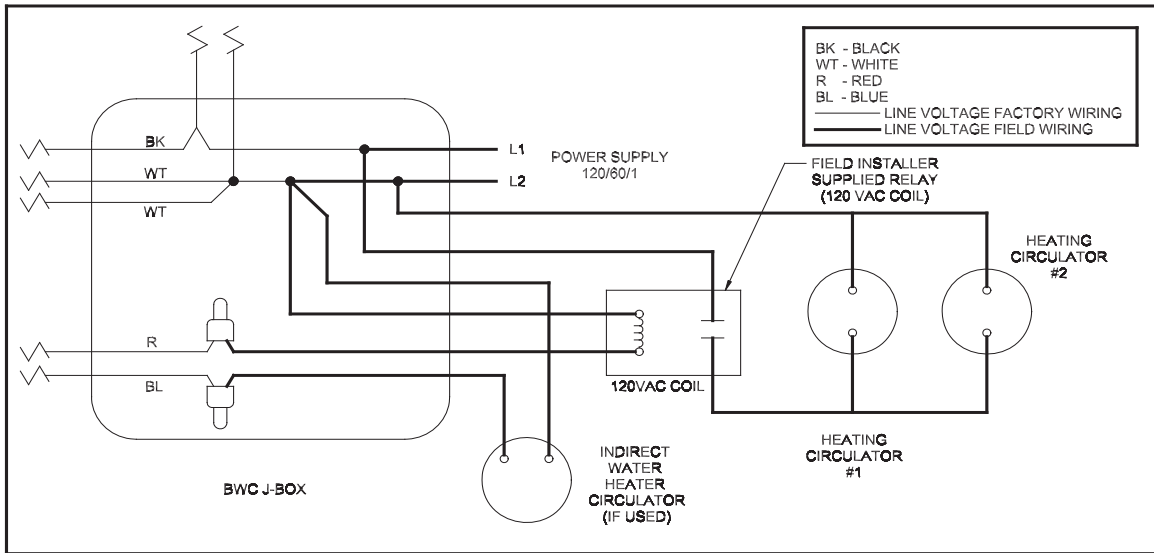 BK - BLACK
WT - WHITE
R - RED
BL - BLUE
LINE VOLTAGE FACTORY WIRING
LINE VOLTAGE FIELD WIRING
BK
WT
WT
L1
L2
POWER SUPPLY
120/60/1
FIELD INSTALLER
SUPPLIED RELAY
(120 VAC COIL)
HEATING
CIRCULATOR
#2
R
BL
120VAC COIL
HEATING
CIRCULATOR
#1
INDIRECT
WATER
HEATER
CIRCULATOR
(IF USED)
BWC J-BOX